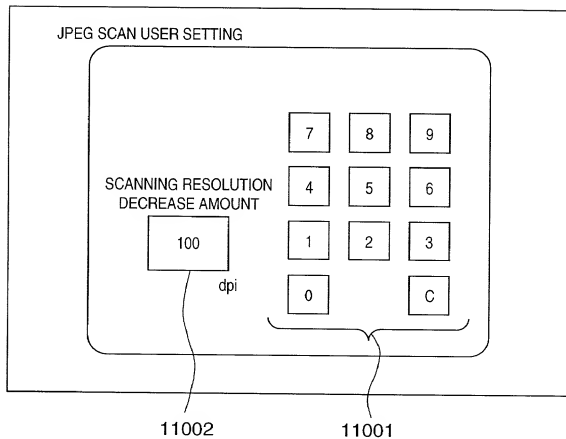 JPEG SCAN USER SETTING
7 8 9
SCANNING RESOLUTION
DECREASE AMOUNT
4 5 6
100
1 2 3
dpi
0 C
11002 11001